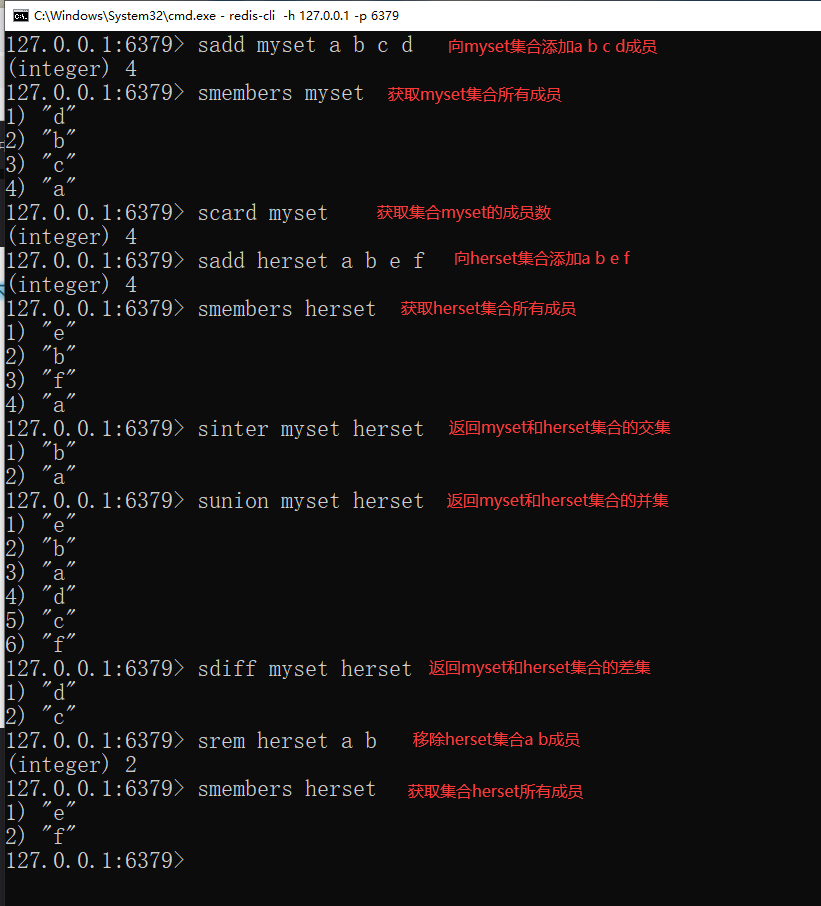 C:\Windows\System32\cmd.exe - redis-cli -h 127.0.0.1 -p 6379
127.0.0.1:6379> sadd myset a b c d 向myset集合添加a b c d成员
(integer) 4
127.0.0.1:6379> smembers myset 获取myset集合所有成员
1) "d"
2) "b"
3) "c"
4) "a"
127.0.0.1:6379> scard myset 获取集合myset的成员数
(integer) 4
127.0.0.1:6379> sadd herset a b e f 向herset集合添加a b e f
(integer) 4
127.0.0.1:6379> smembers herset 获取herset集合所有成员
1) "e"
2) "b"
3) "f"
4) "a"
127.0.0.1:6379> sinter myset herset 返回myset和herset集合的交集
1) "b"
2) "a"
127.0.0.1:6379> sunion myset herset 返回myset和herset集合的并集
1) "e"
2) "b"
3) "a"
4) "d"
5) "c"
6) "f"
127.0.0.1:6379> sdiff myset herset 返回myset和herset集合的差集
1) "d"
2) "c"
127.0.0.1:6379> srem herset a b 移除herset集合a b成员
(integer) 2
127.0.0.1:6379> smembers herset 获取集合herset所有成员
1) "e"
2) "f"
127.0.0.1:6379>